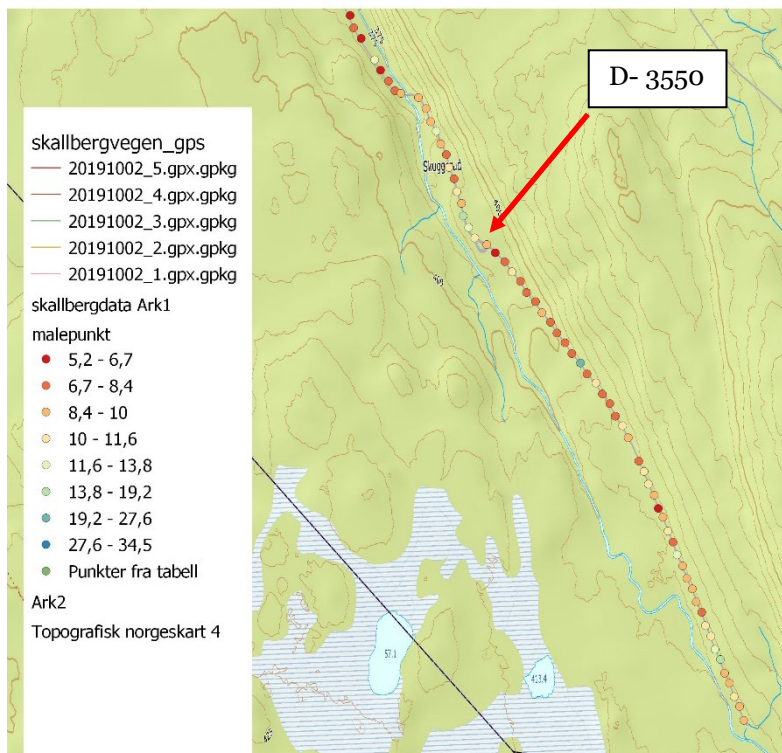 D- 3550
skallbergvegen_gps
20191002_5.gpx.gpkg
20191002_4.gpx.gpkg
20191002_3.gpx.gpkg
20191002_2.gpx.gpkg
20191002_1.gpx.gpkg
skallbergdata Ark1
malepunkt
5,2 - 6,7
6,7 - 8,4
8,4 - 10
10 - 11,6
11,6 - 13,8
13,8 - 19,2
19,2 - 27,6
27,6 - 34,5
Punkter fra tabell
Ark2
Topografisk norgeskart 4
413.4